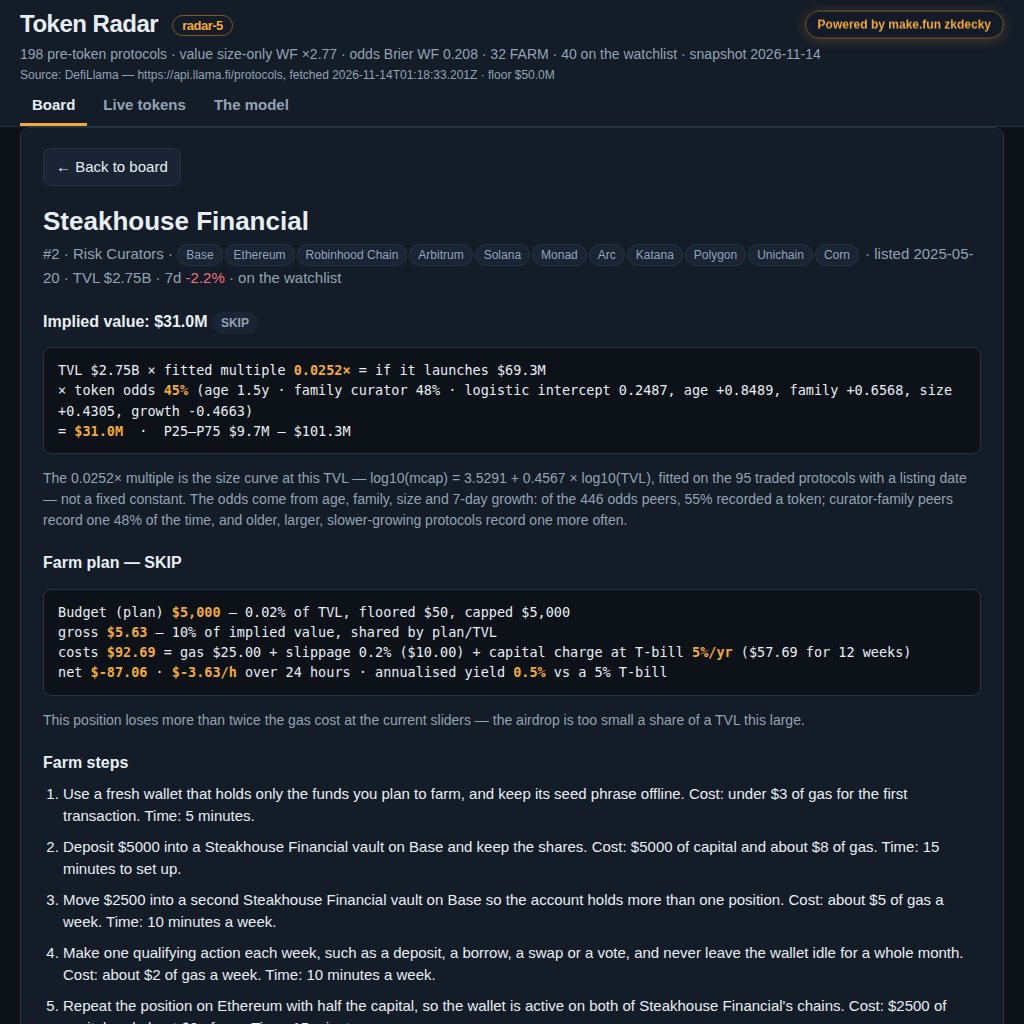 Token Radar radar-5 Powered by make.fun zkdecky
198 pre-token protocols · value size-only WF ×2.77 · odds Brier WF 0.208 · 32 FARM · 40 on the watchlist · snapshot 2026-11-14
Source: DefiLlama — https://api.llama.fi/protocols, fetched 2026-11-14T01:18:33.201Z · floor $50.0M
Board Live tokens The model
← Back to board
Steakhouse Financial
#2 · Risk Curators · Base Ethereum Robinhood Chain Arbitrum Solana Monad Arc Katana Polygon Unichain Corn · listed 2025-05-
20 · TVL $2.75B · 7d -2.2% · on the watchlist
Implied value: $31.0M SKIP
TVL $2.75B × fitted multiple 0.0252× = if it launches $69.3M
× token odds 45% (age 1.5y · family curator 48% · logistic intercept 0.2487, age +0.8489, family +0.6568, size
+0.4305, growth -0.4663)
= $31.0M · P25–P75 $9.7M – $101.3M
The 0.0252× multiple is the size curve at this TVL — log10(mcap) = 3.5291 + 0.4567 × log10(TVL), fitted on the 95 traded protocols with a listing date
— not a fixed constant. The odds come from age, family, size and 7-day growth: of the 446 odds peers, 55% recorded a token; curator-family peers
record one 48% of the time, and older, larger, slower-growing protocols record one more often.
Farm plan — SKIP
Budget (plan) $5,000 — 0.02% of TVL, floored $50, capped $5,000
gross $5.63 — 10% of implied value, shared by plan/TVL
costs $92.69 = gas $25.00 + slippage 0.2% ($10.00) + capital charge at T-bill 5%/yr ($57.69 for 12 weeks)
net $-87.06 · $-3.63/h over 24 hours · annualised yield 0.5% vs a 5% T-bill
This position loses more than twice the gas cost at the current sliders — the airdrop is too small a share of a TVL this large.
Farm steps
1. Use a fresh wallet that holds only the funds you plan to farm, and keep its seed phrase offline. Cost: under $3 of gas for the first
transaction. Time: 5 minutes.
2. Deposit $5000 into a Steakhouse Financial vault on Base and keep the shares. Cost: $5000 of capital and about $8 of gas. Time: 15
minutes to set up.
3. Move $2500 into a second Steakhouse Financial vault on Base so the account holds more than one position. Cost: about $5 of gas a
week. Time: 10 minutes a week.
4. Make one qualifying action each week, such as a deposit, a borrow, a swap or a vote, and never leave the wallet idle for a whole month.
Cost: about $2 of gas a week. Time: 10 minutes a week.
5. Repeat the position on Ethereum with half the capital, so the wallet is active on both of Steakhouse Financial's chains. Cost: $2500 of